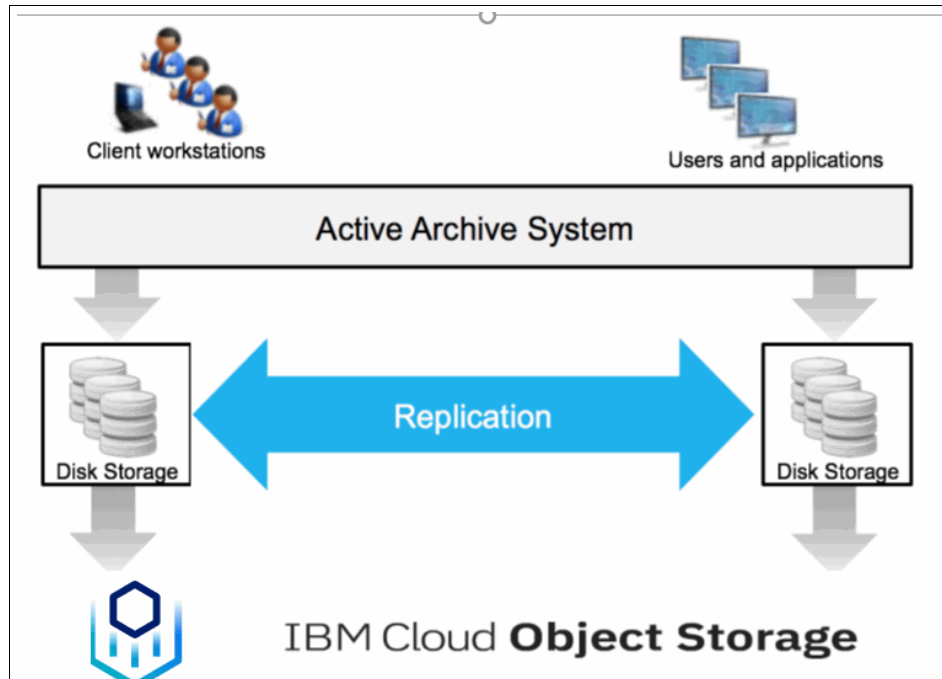 Client workstations
Users and applications
Active Archive System
Replication
Disk Storage
Disk Storage
IBM Cloud Object Storage